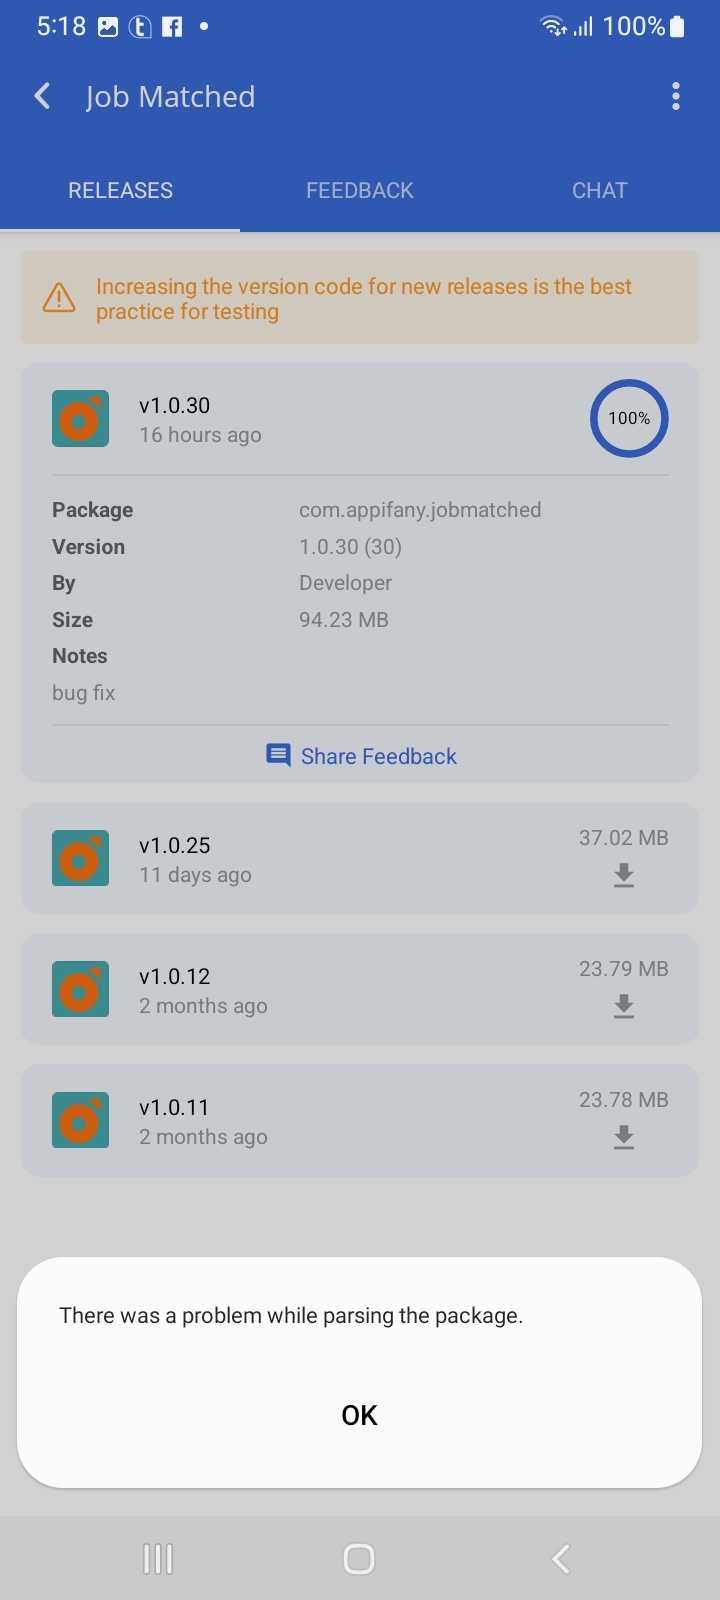 5:18
100%
Job Matched
RELEASES
FEEDBACK
CHAT
Increasing the version code for new releases is the best
practice for testing
v1.0.30
16 hours ago
100%
Package com.appifany.jobmatched
Version 1.0.30 (30)
By Developer
Size 94.23 MB
Notes
bug fix
Share Feedback
v1.0.25
11 days ago
37.02 MB
v1.0.12
2 months ago
23.79 MB
v1.0.11
2 months ago
23.78 MB
There was a problem while parsing the package.
OK